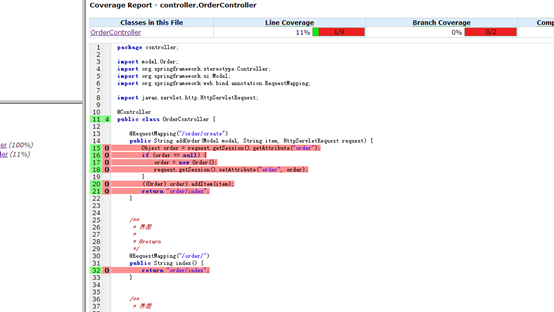 Coverage Report - controller.OrderController
Classes in this File Line Coverage Branch Coverage
OrderController 11% 1/9 0% 0/2
1 package controller;
2
3 import model.Order;
4 import org.springframework.stereotype.Controller;
5 import org.springframework.ui.Model;
6 import org.springframework.web.bind.annotation.RequestMapping;
7
8 import javax.servlet.http.HttpServletRequest;
9
10 @Controller
11 4 public class OrderController {
12
13 @RequestMapping("/order/create")
14 public String addOrder(Model model, String item, HttpServletRequest request) {
15 0 Object order = request.getSession().getAttribute("order");
16 0 if (order == null) {
17 0 order = new Order();
18 0 request.getSession().setAttribute("order", order);
19 }
20 0 ((Order) order).addItem(item);
21 0 return "order/index";
22 }
23
24
25 /**
26 * 界面
27 *
28 * @return
29 */
30 @RequestMapping("/order/")
31 public String index() {
32 0 return "order/index";
33 }
34
35
36 /**
37 * 界面
(100%)
(11%)